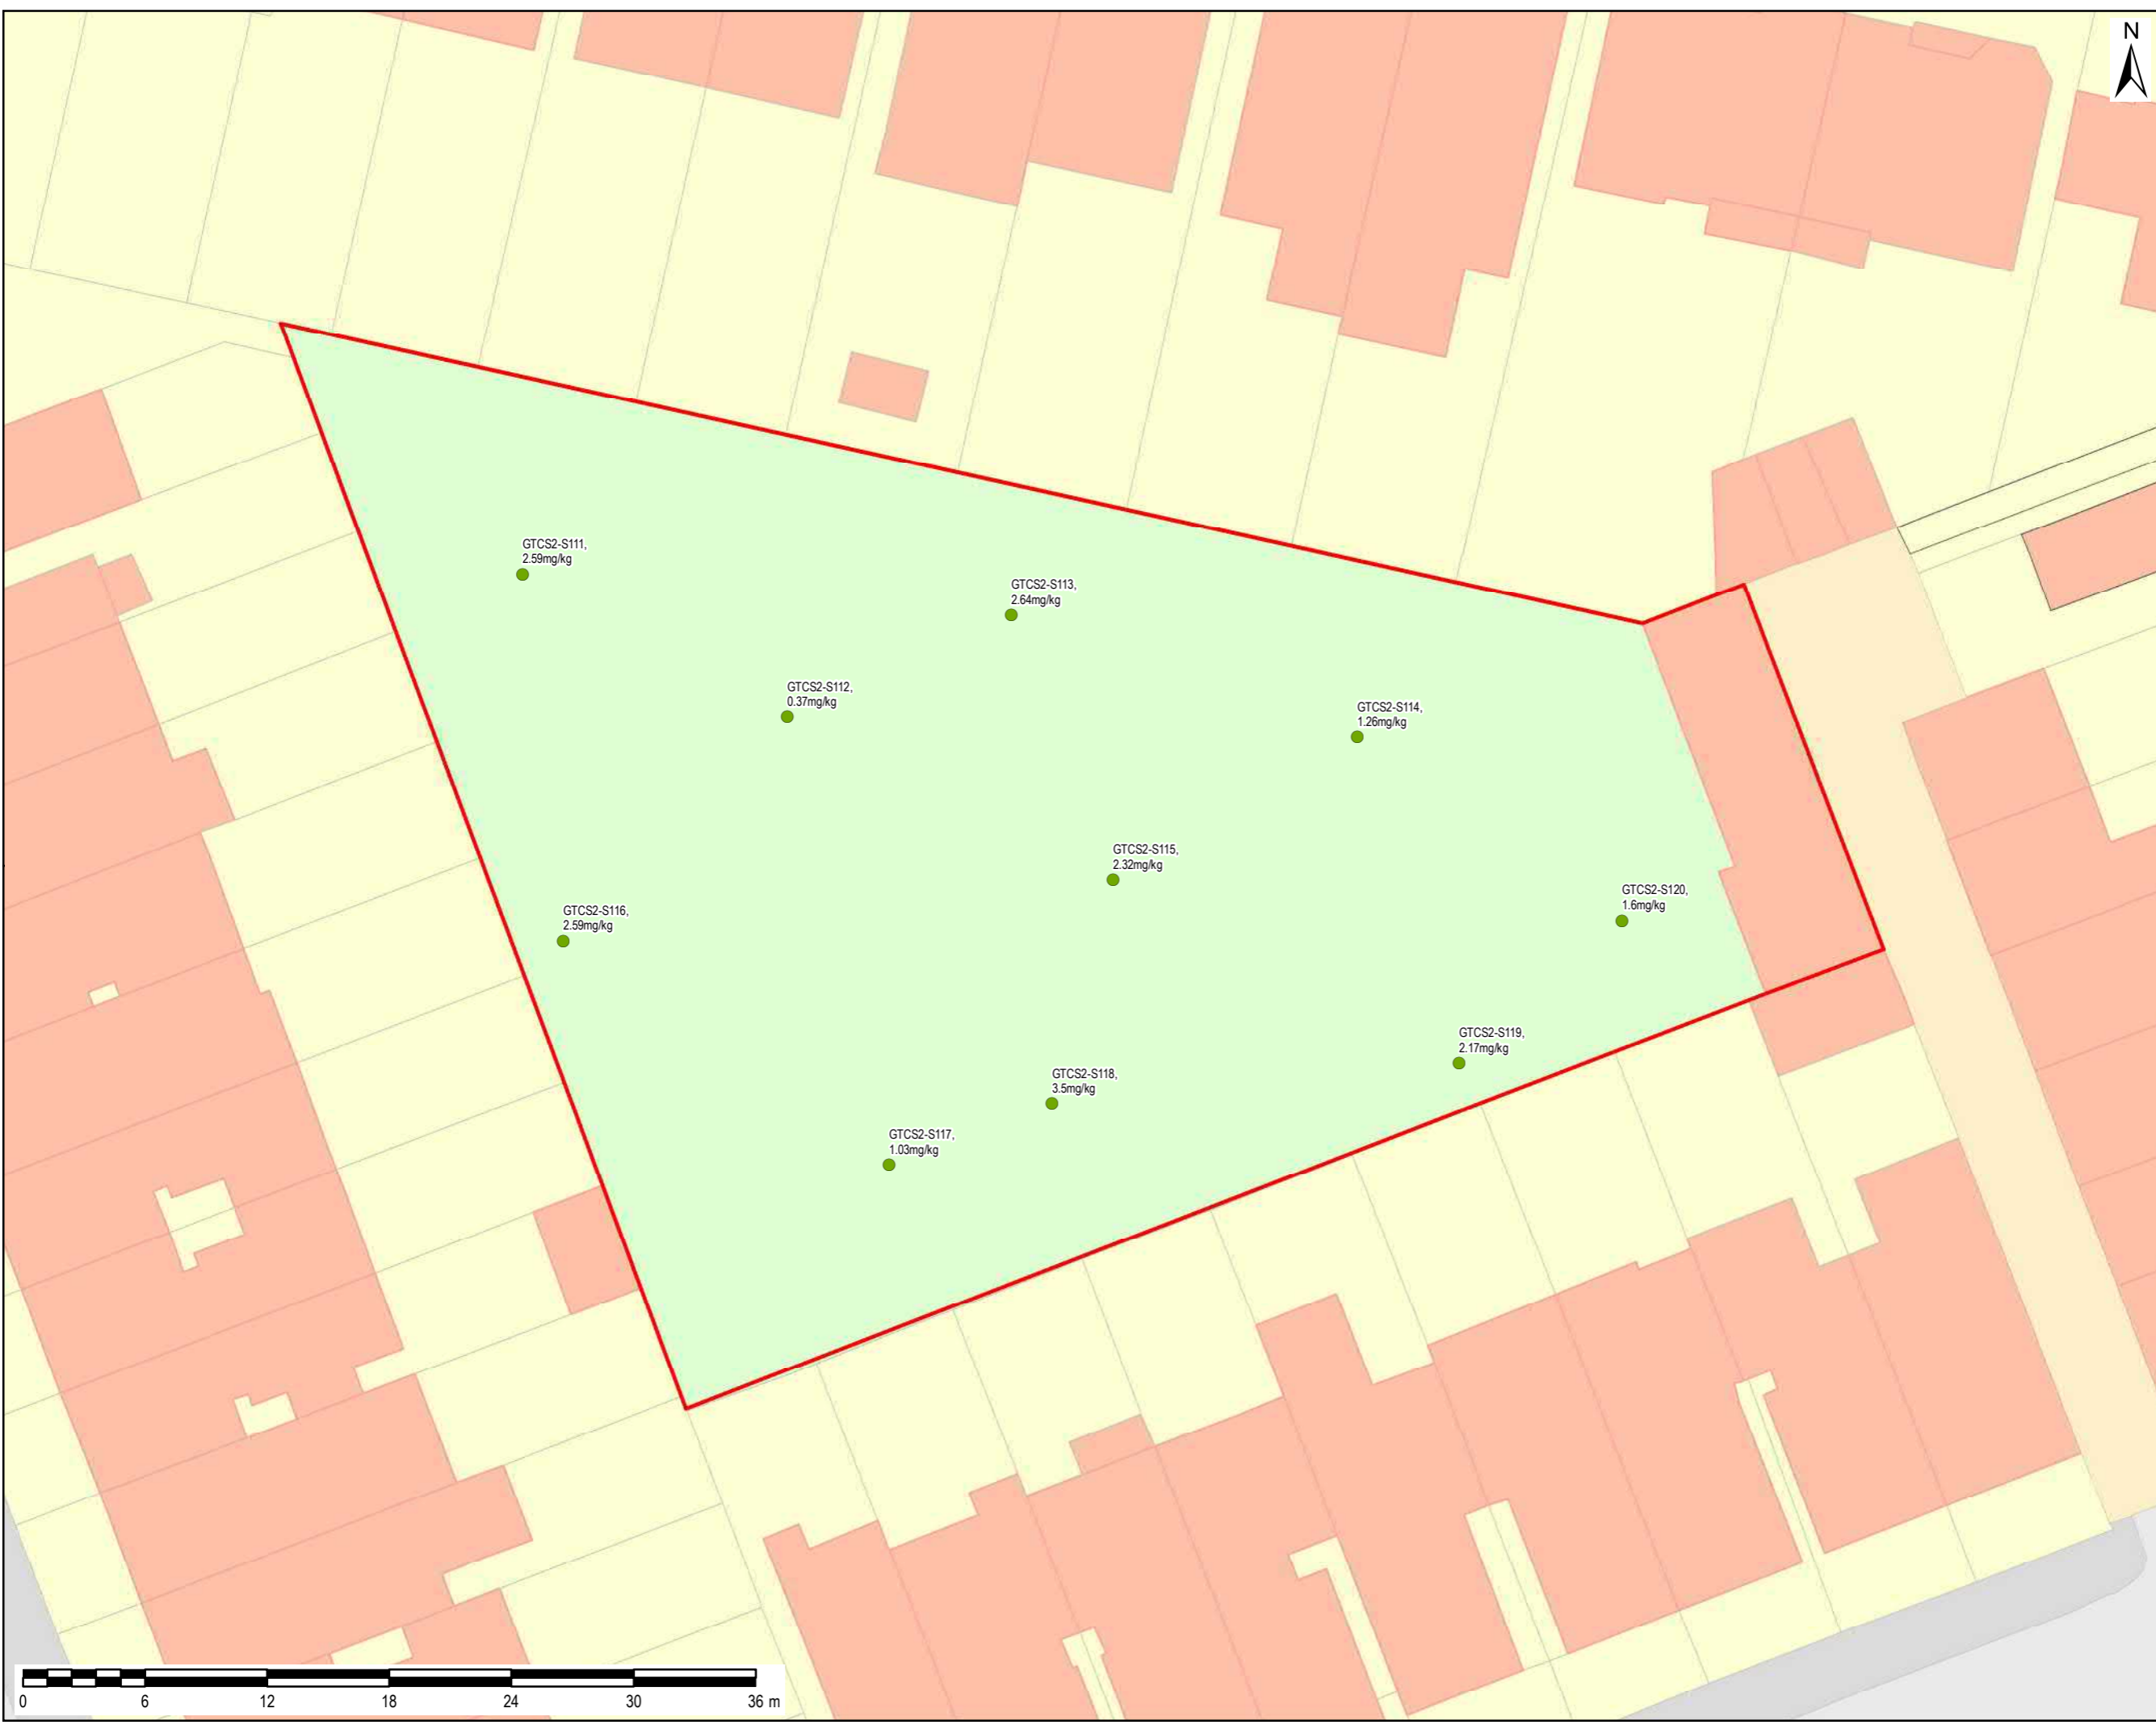 N
GTCS2-S111,
2.59mg/kg
GTCS2-S113,
2.64mg/kg
GTCS2-S112,
0.37mg/kg
GTCS2-S114,
1.26mg/kg
GTCS2-S115,
2.32mg/kg
GTCS2-S120,
1.6mg/kg
GTCS2-S116,
2.59mg/kg
GTCS2-S119,
2.17mg/kg
GTCS2-S118,
3.5mg/kg
GTCS2-S117,
1.03mg/kg
0 6 12 18 24 30 36 m